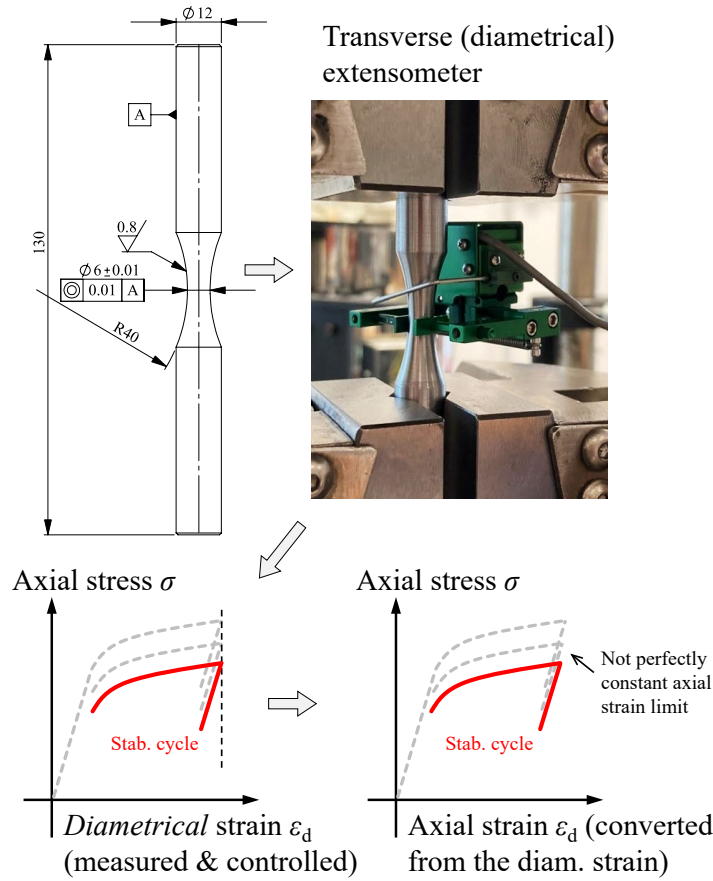 Ø12
Transverse (diametrical)
extensometer
A
130
0.8
Ø6±0.01
0.01 A
R40
Axial stress σ
Stab. cycle
Diametrical strain εd
(measured & controlled)
Axial stress σ
Not perfectly
constant axial
strain limit
Stab. cycle
Axial strain εd (converted
from the diam. strain)